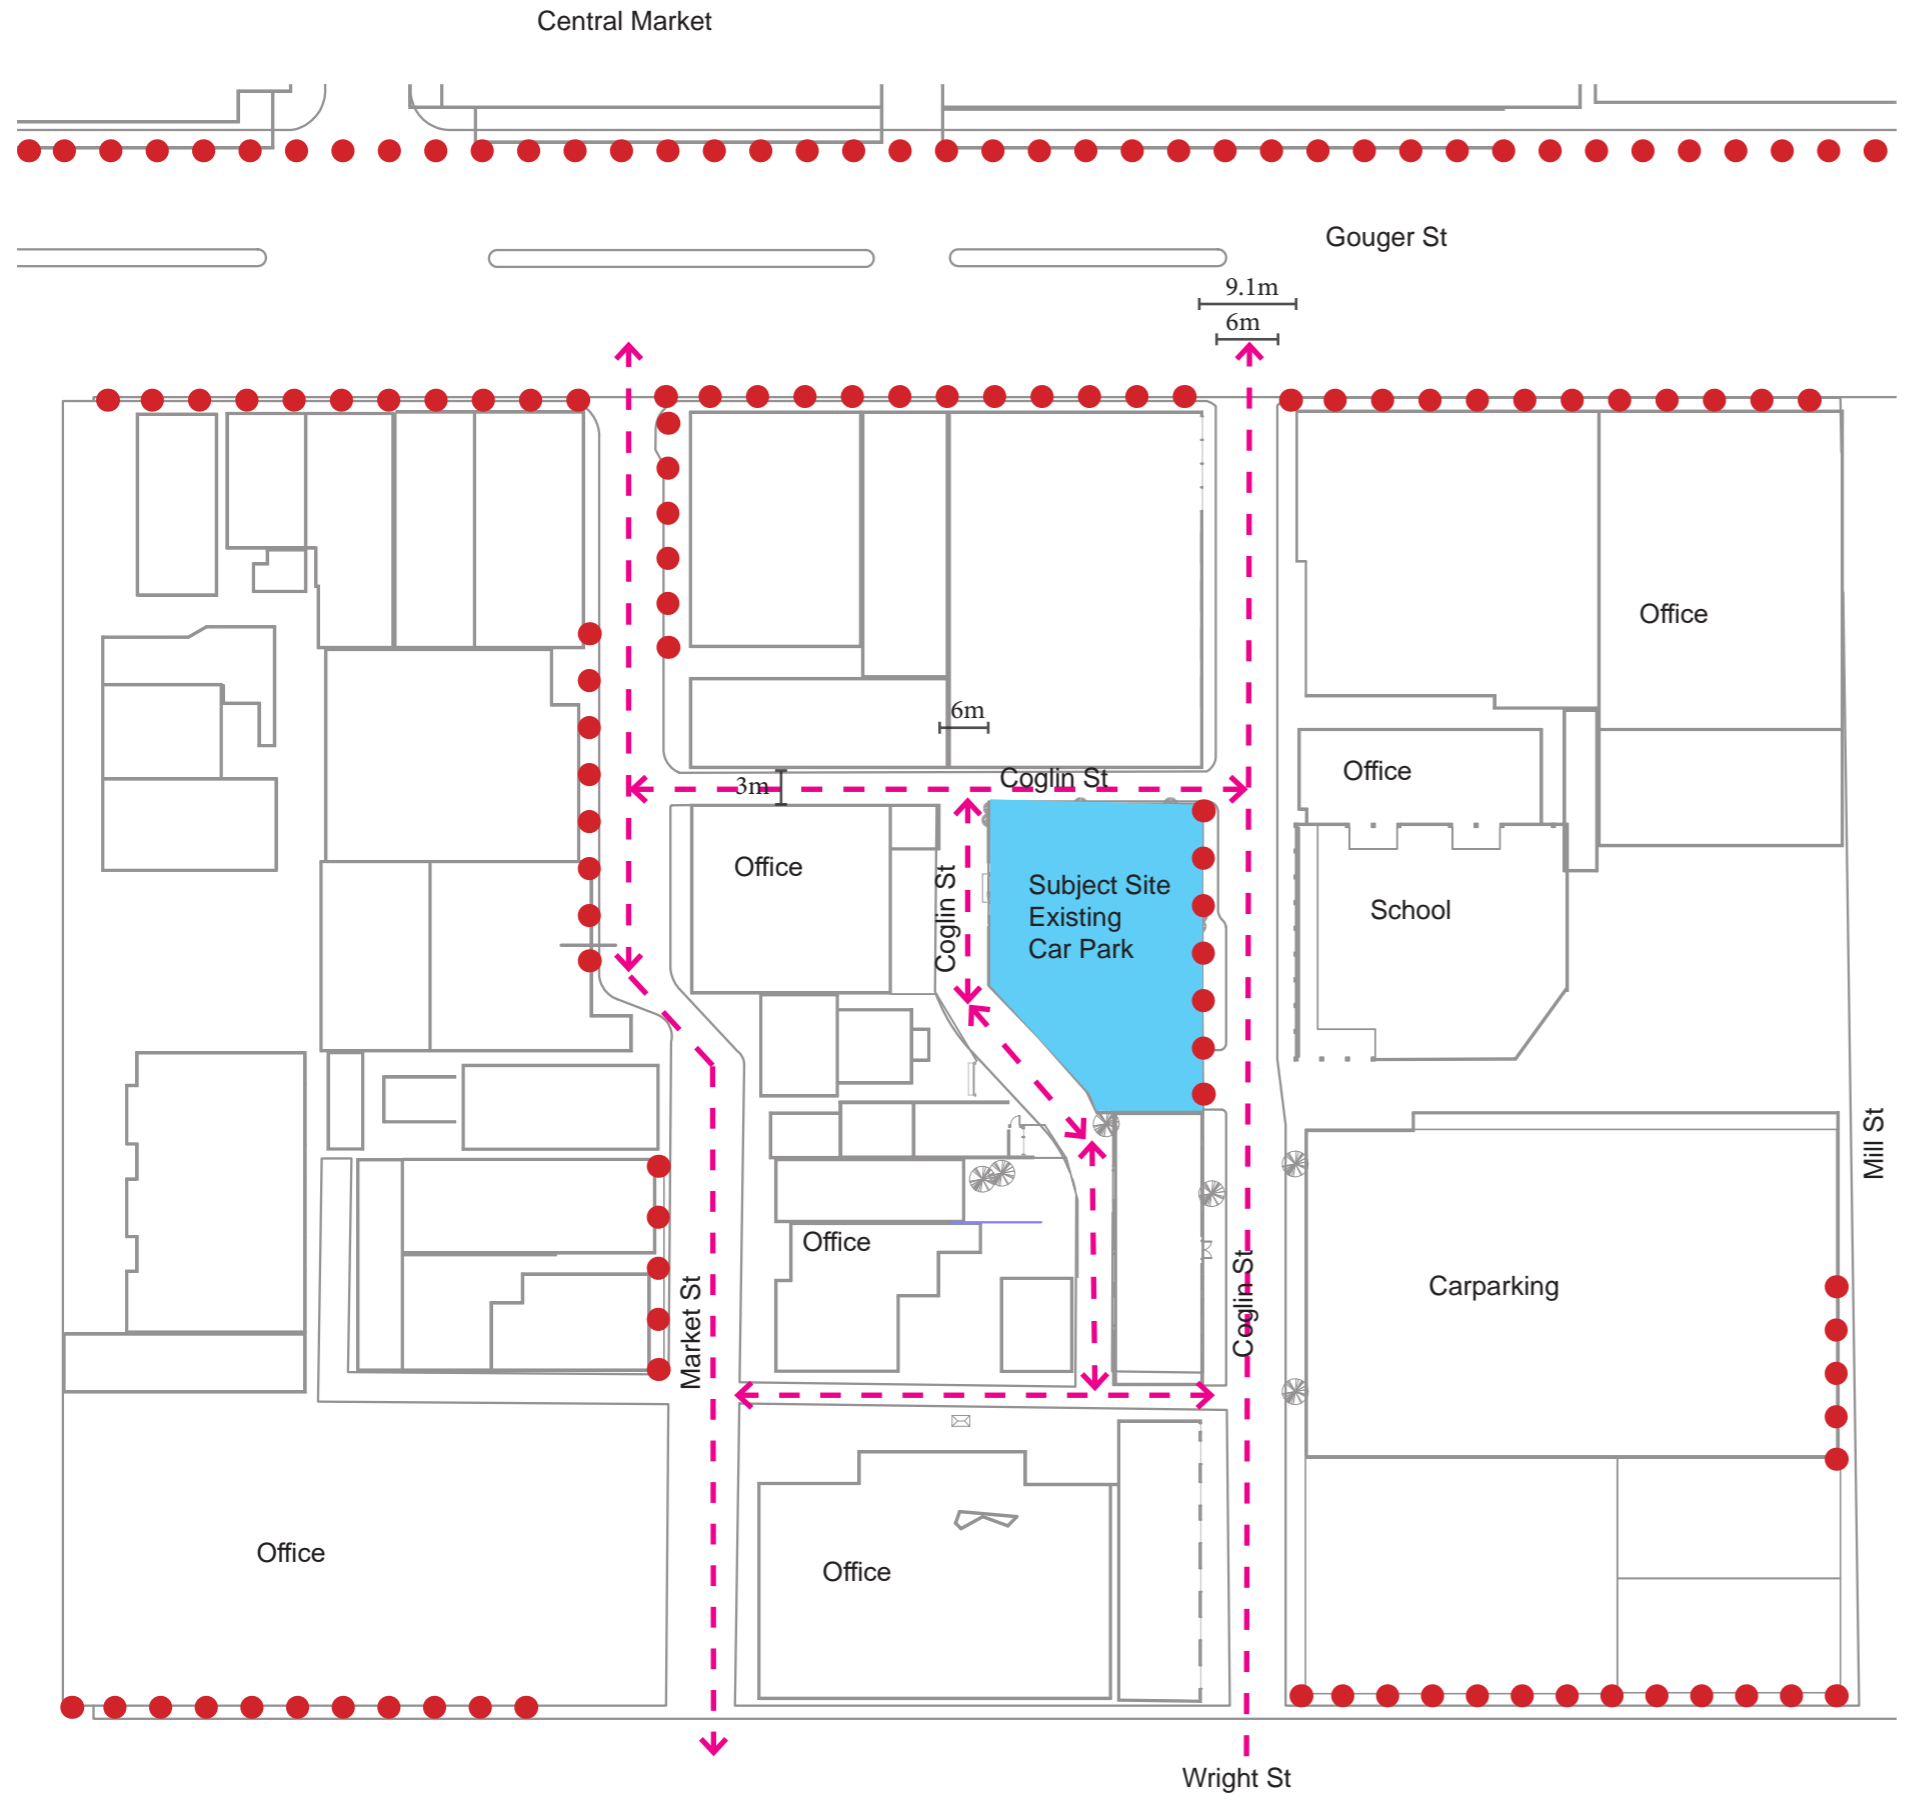 Central Market
Gouger St
9.1m
6m
Office
6m
Office
Coglin St
3m
Office
Coglin St
Subject Site
Existing
Car Park
School
Mill St
Office
Market St
Coglin St
Carparking
Office
Office
Wright St